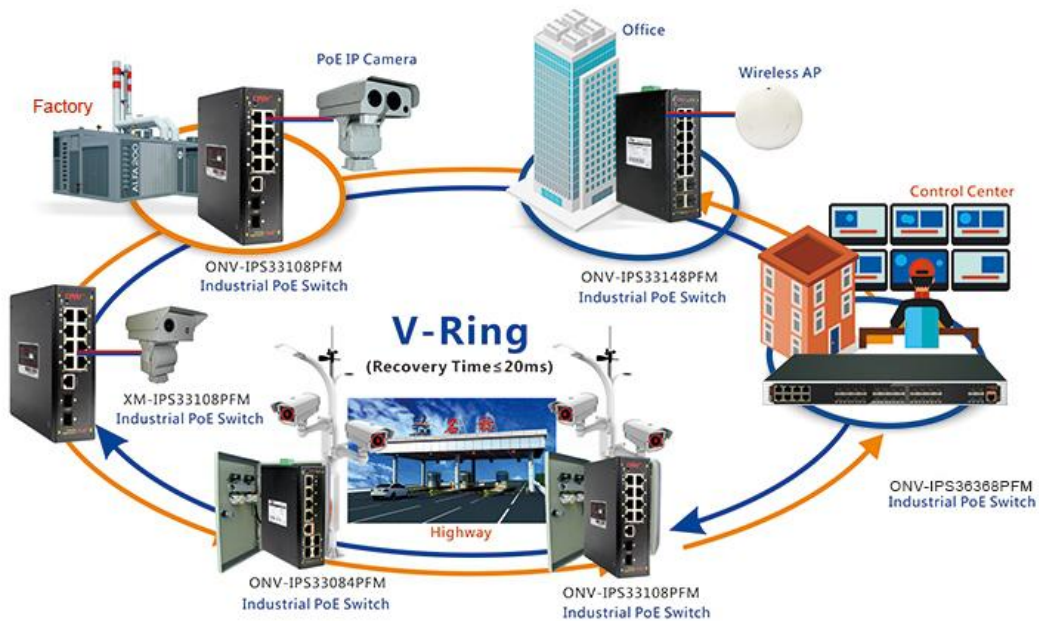 Office
PoE IP Camera
Wireless AP
Factory
ALFA 200
Control Center
ONV-IPS33108PFM
Industrial PoE Switch
ONV-IPS33148PFM
Industrial PoE Switch
V-Ring
(Recovery Time≤20ms)
XM-IPS33108PFM
Industrial PoE Switch
ONV-IPS36368PFM
Industrial PoE Switch
Highway
ONV-IPS33084PFM
Industrial PoE Switch
ONV-IPS33108PFM
Industrial PoE Switch